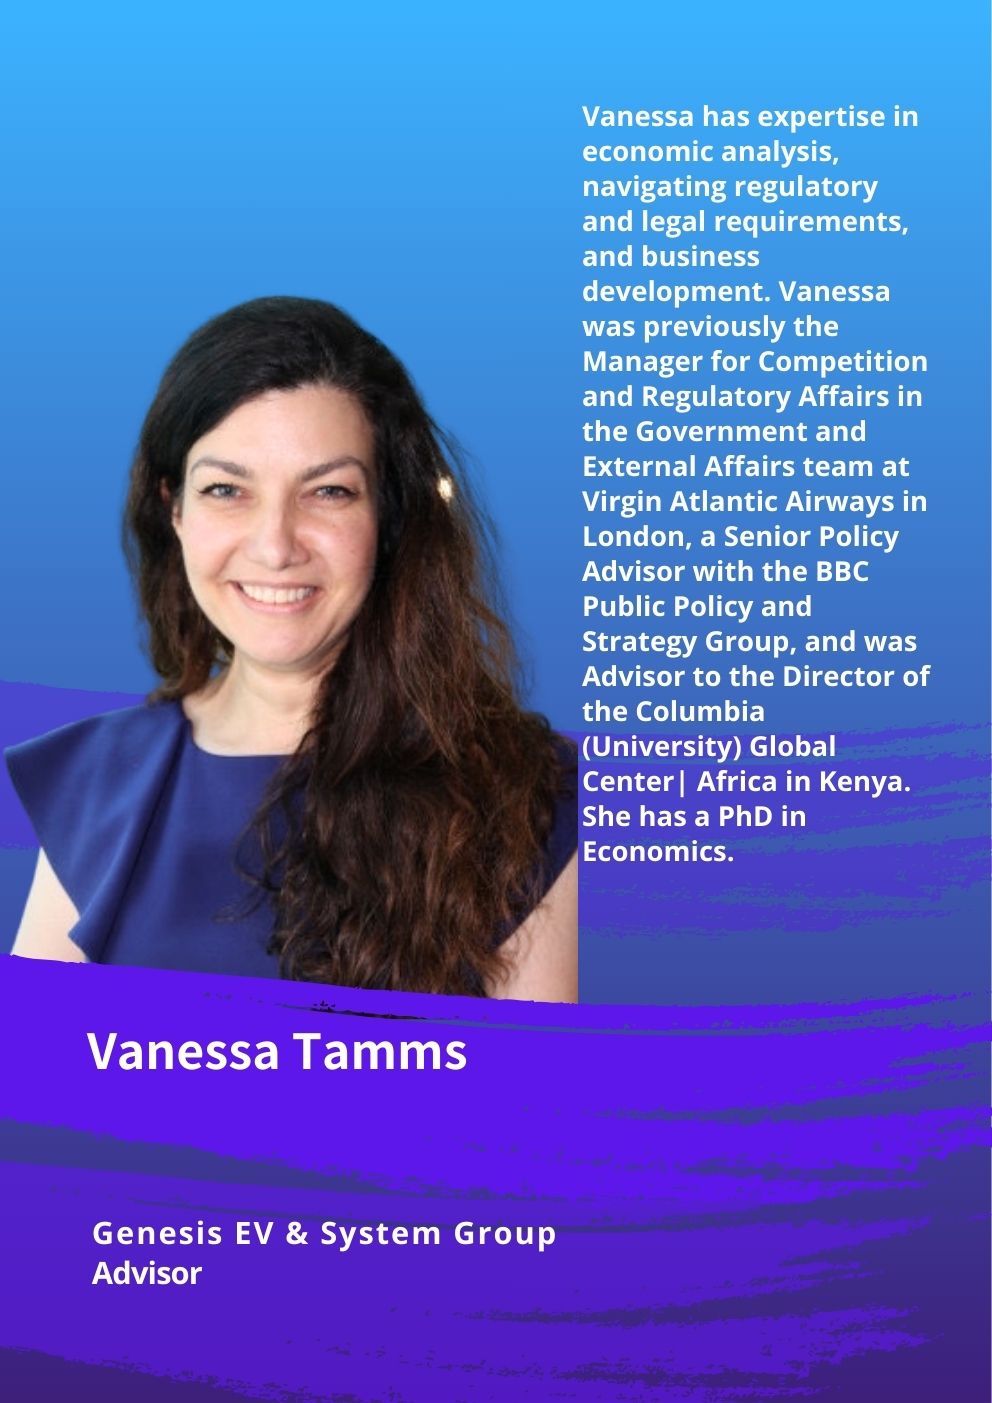 Vanessa has expertise in
economic analysis,
navigating regulatory
and legal requirements,
and business
development. Vanessa
was previously the
Manager for Competition
and Regulatory Affairs in
the Government and
External Affairs team at
Virgin Atlantic Airways in
London, a Senior Policy
Advisor with the BBC
Public Policy and
Strategy Group, and was
Advisor to the Director of
the Columbia
(University) Global
Center| Africa in Kenya.
She has a PhD in
Economics.
Vanessa Tamms
Genesis EV & System Group
Advisor